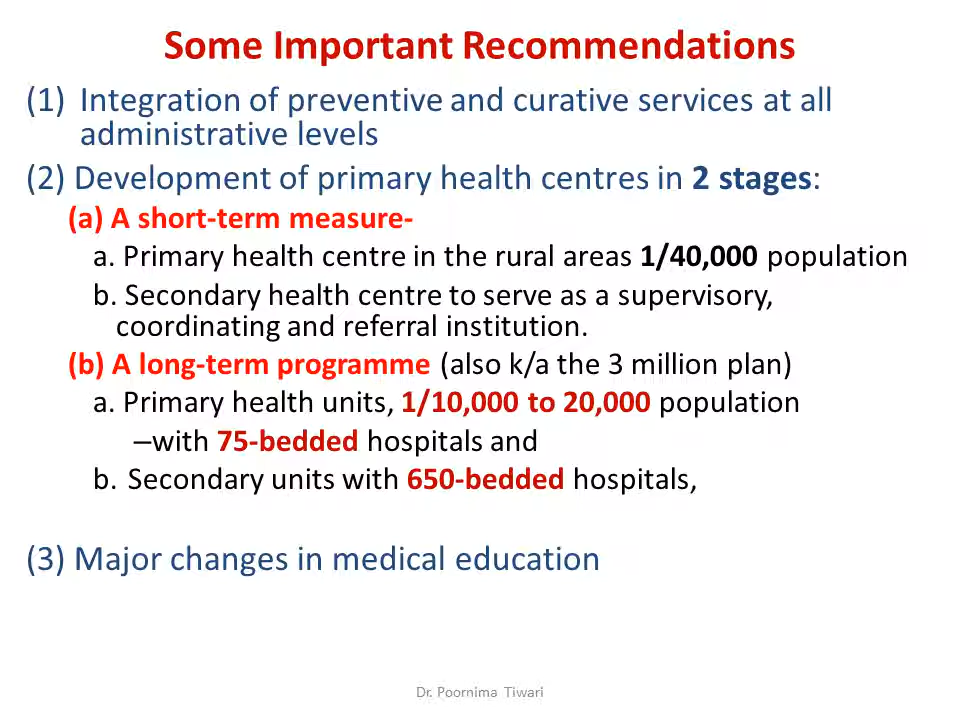 Some Important Recommendations
(1) Integration of preventive and curative services at all
administrative levels
(2) Development of primary health centres in 2 stages:
(a) A short-term measure-
a. Primary health centre in the rural areas 1/40,000 population
b. Secondary health centre to serve as a supervisory,
coordinating and referral institution.
(b) A long-term programme (also k/a the 3 million plan)
a. Primary health units, 1/10,000 to 20,000 population
–with 75-bedded hospitals and
b. Secondary units with 650-bedded hospitals,
(3) Major changes in medical education
Dr. Poornima Tiwari